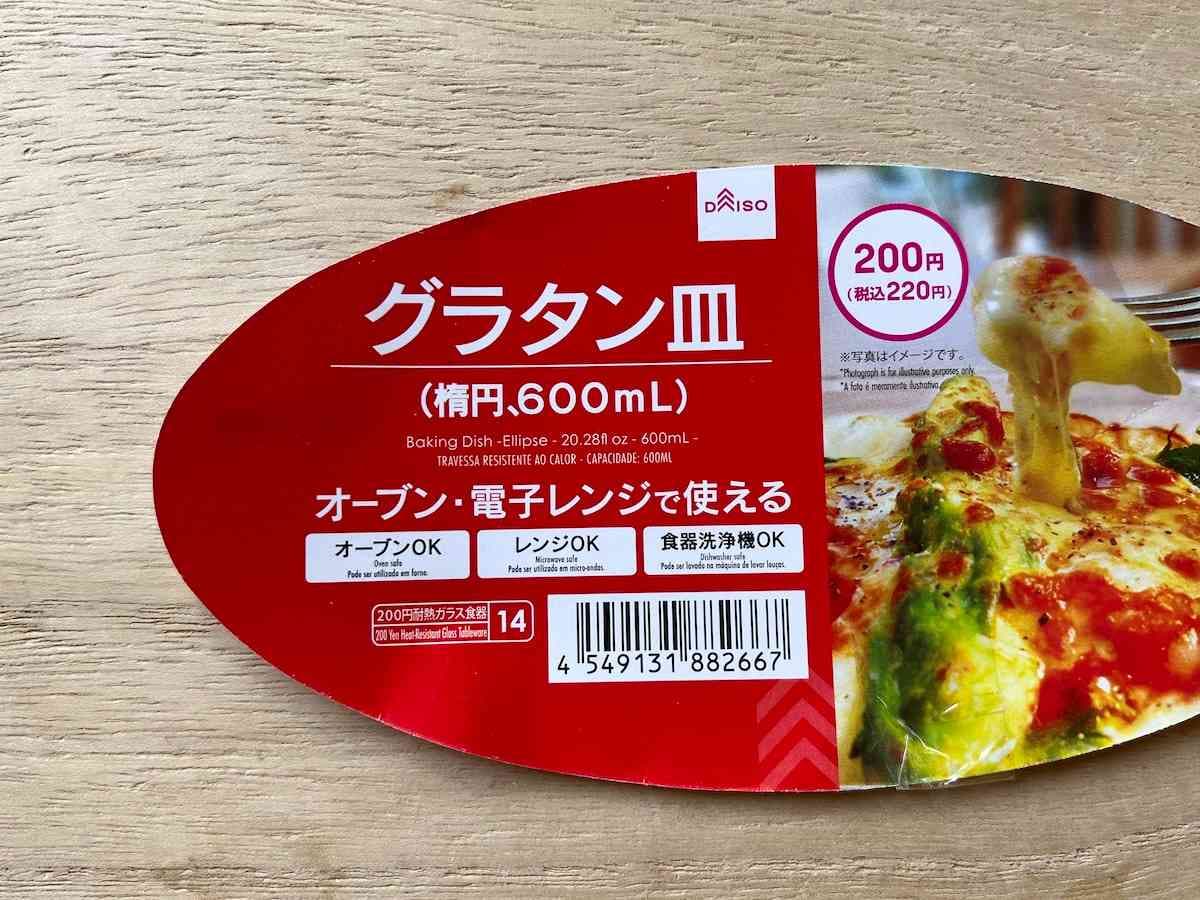 DAISO
グラタン皿
(楕円、600mL)
Baking Dish -Ellipse - 20.28fl oz - 600mL -
TRAVESSA RESISTENTE AO CALOR - CAPACIDADE: 600ML
オーブン・電子レンジで使える
オーブンOK
Oven safe
Pode ser utilizado em forno.
レンジOK
Microwave safe
Pode ser utilizado em micro-ondas.
食器洗浄機OK
Dishwasher safe
Pode ser lavado na máquina de lavar louças.
200円耐熱ガラス食器
200 Yen Heat-Resistant Glass Tableware
14
4 549131 882667
200円
(税込220円)
※写真はイメージです。
*Photograph is for illustrative purposes only.
*A foto é meramente ilustrativa.